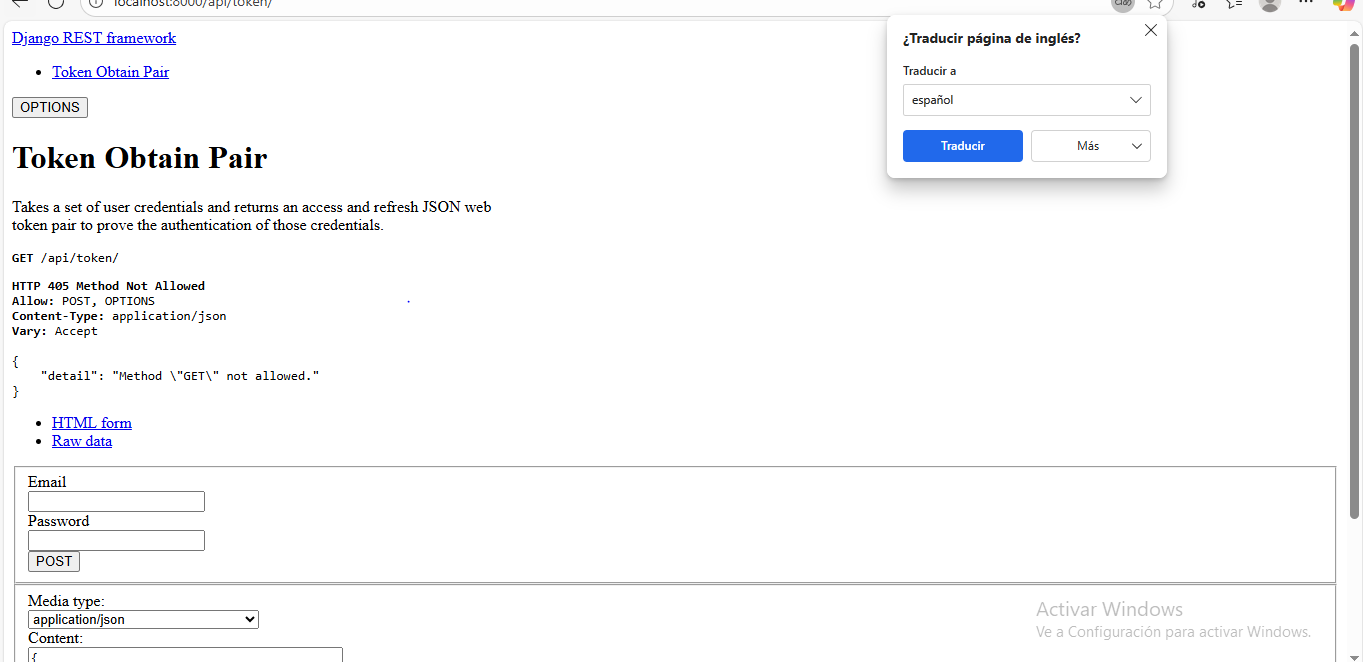 localhost:8000/api/token/
¿Traducir página de inglés?
Traducir a
español
Traducir
Más
Django REST framework
Token Obtain Pair
OPTIONS
Token Obtain Pair
Takes a set of user credentials and returns an access and refresh JSON web
token pair to prove the authentication of those credentials.
GET /api/token/
HTTP 405 Method Not Allowed
Allow: POST, OPTIONS
Content-Type: application/json
Vary: Accept
{
"detail": "Method \"GET\" not allowed."
}
HTML form
Raw data
Email
Password
POST
Media type:
application/json
Content:
{
Activar Windows
Ve a Configuración para activar Windows.